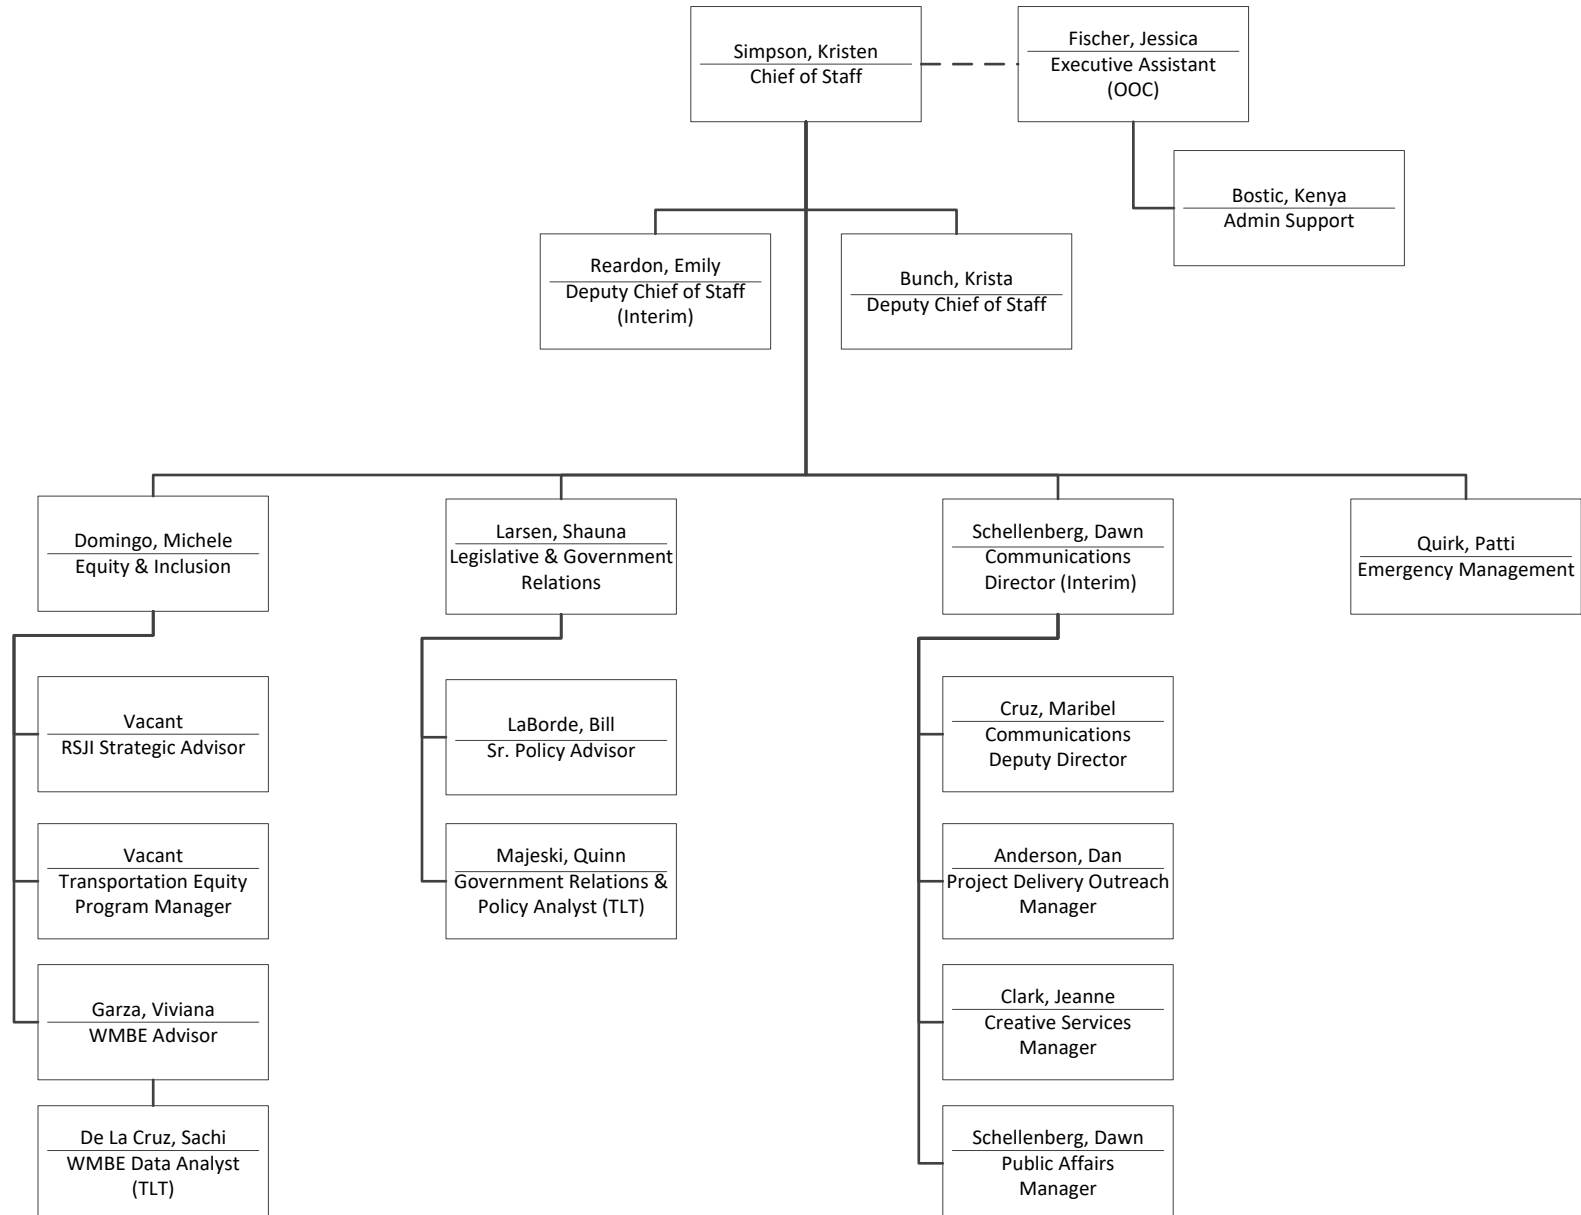 Simpson, Kristen
Chief of Staff
Fischer, Jessica
Executive Assistant
(OOC)
Bostic, Kenya
Admin Support
Reardon, Emily
Deputy Chief of Staff
(Interim)
Bunch, Krista
Deputy Chief of Staff
Domingo, Michele
Equity & Inclusion
Larsen, Shauna
Legislative & Government
Relations
Schellenberg, Dawn
Communications
Director (Interim)
Quirk, Patti
Emergency Management
Vacant
RSJI Strategic Advisor
Vacant
Transportation Equity
Program Manager
Garza, Viviana
WMBE Advisor
De La Cruz, Sachi
WMBE Data Analyst
(TLT)
LaBorde, Bill
Sr. Policy Advisor
Majeski, Quinn
Government Relations &
Policy Analyst (TLT)
Cruz, Maribel
Communications
Deputy Director
Anderson, Dan
Project Delivery Outreach
Manager
Clark, Jeanne
Creative Services
Manager
Schellenberg, Dawn
Public Affairs
Manager